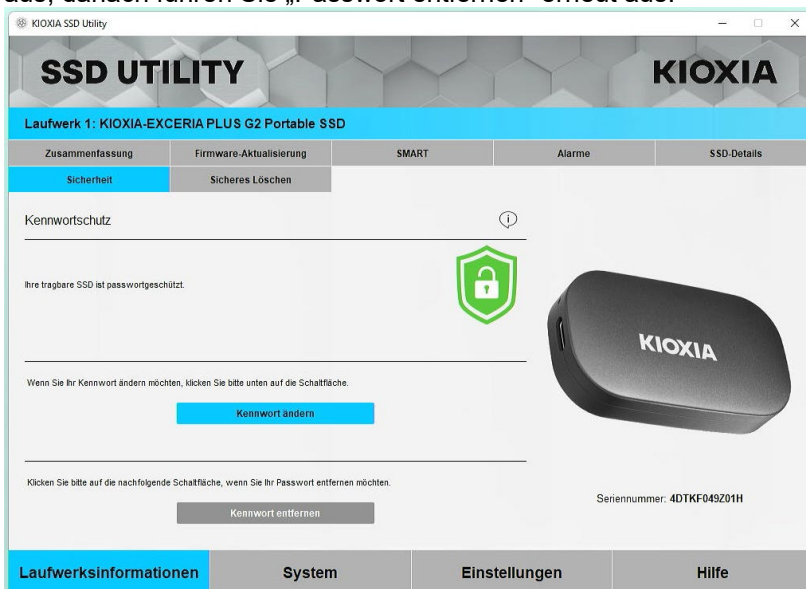 aus, danach führen Sie „Passwort entfernen“ erneut aus.
KIOXIA SSD Utility
SSD UTILITY
KIOXIA
Laufwerk 1: KIOXIA-EXCERIA PLUS G2 Portable SSD
Zusammenfassung
Firmware-Aktualisierung
SMART
Alarme
SSD-Details
Sicherheit
Sicheres Löschen
Kennwortschutz
Ihre tragbare SSD ist passwortgeschützt.
KIOXIA
Wenn Sie Ihr Kennwort ändern möchten, klicken Sie bitte unten auf die Schaltfläche.
Kennwort ändern
Klicken Sie bitte auf die nachfolgende Schaltfläche, wenn Sie Ihr Passwort entfernen möchten.
Kennwort entfernen
Seriennummer: 4DTKF049Z01H
Laufwerksinformationen
System
Einstellungen
Hilfe